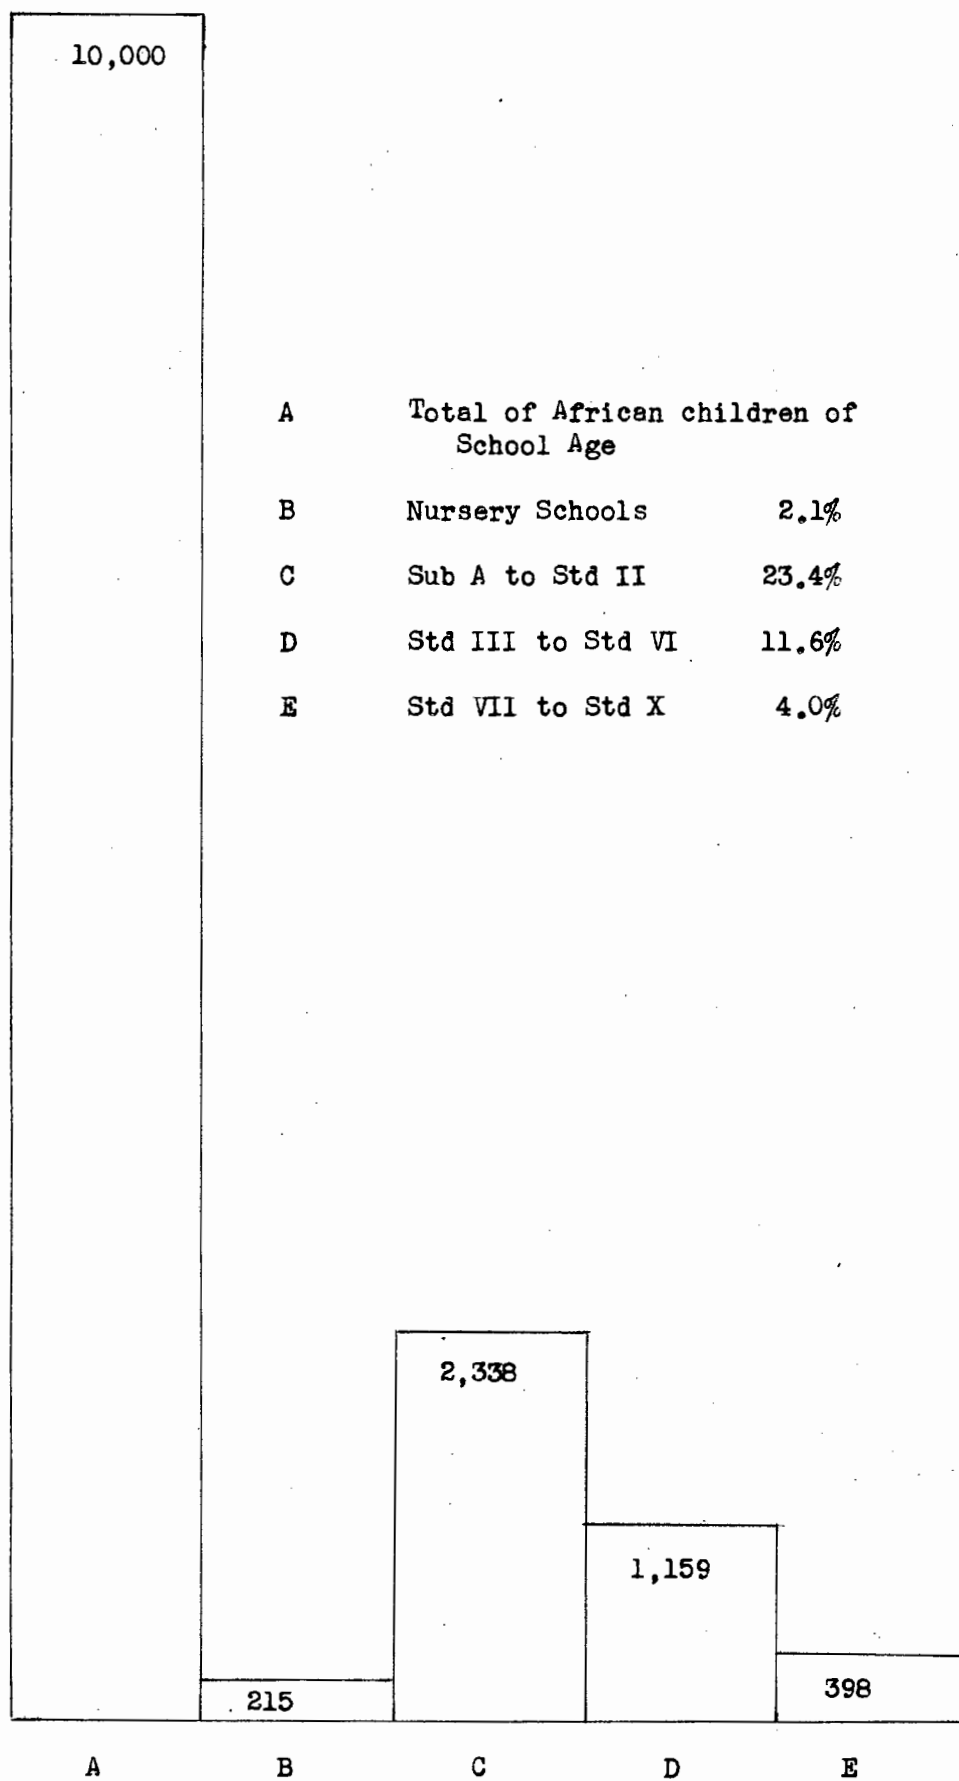 10,000
A Total of African children of
School Age
B Nursery Schools 2.1%
C Sub A to Std II 23.4%
D Std III to Std VI 11.6%
E Std VII to Std X 4.0%
2,338
1,159
398
215
A B C D E